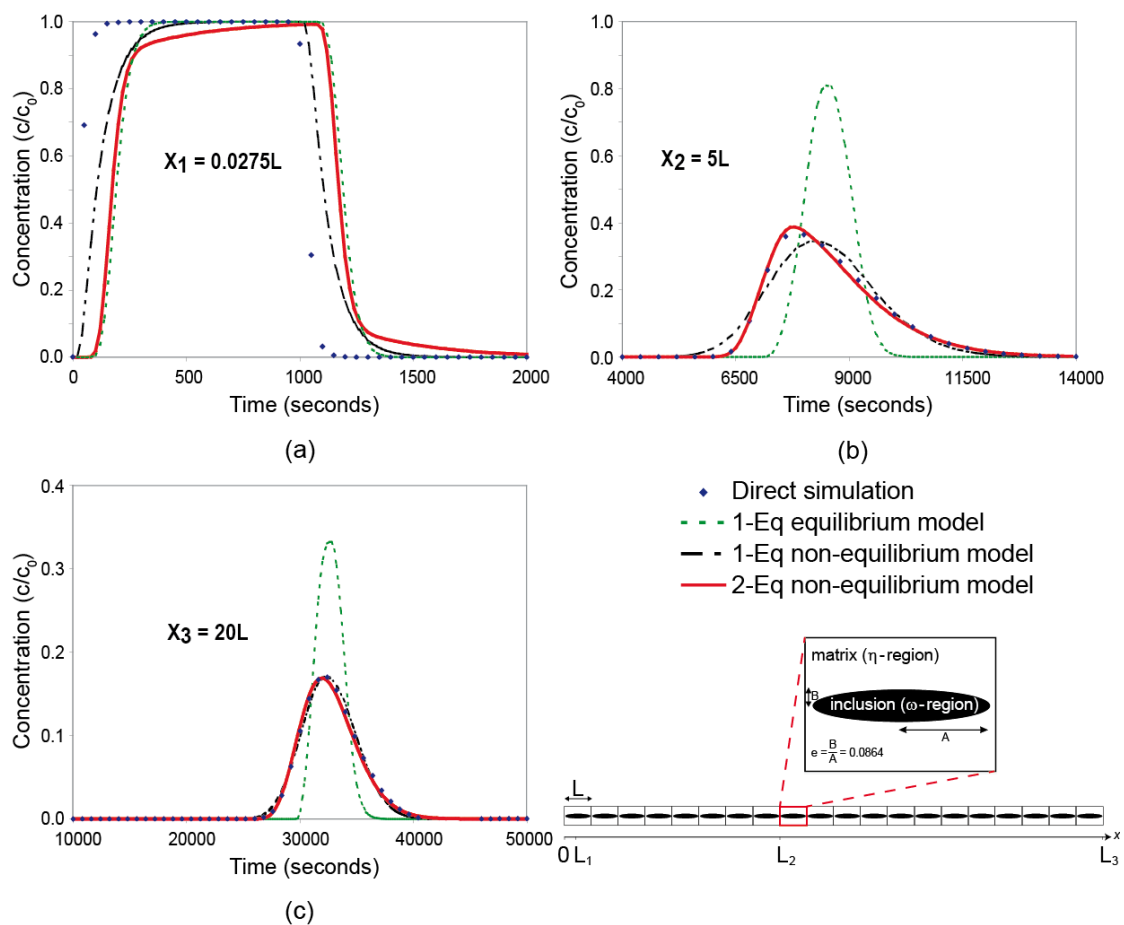 1.0
0.8
0.6
0.4
0.2
0.0
Concentration (c/c0)
X1 = 0.0275L
0 500 1000 1500 2000
Time (seconds)
(a)
1.0
0.8
0.6
0.4
0.2
0.0
Concentration (c/c0)
X2 = 5L
4000 6500 9000 11500 14000
Time (seconds)
(b)
0.4
0.3
0.2
0.1
0.0
Concentration (c/c0)
X3 = 20L
10000 20000 30000 40000 50000
Time (seconds)
(c)
Direct simulation
1-Eq equilibrium model
1-Eq non-equilibrium model
2-Eq non-equilibrium model
matrix (η-region)
B
inclusion (ω-region)
A
e = B/A = 0.0864
L
x
0 L1 L2 L3